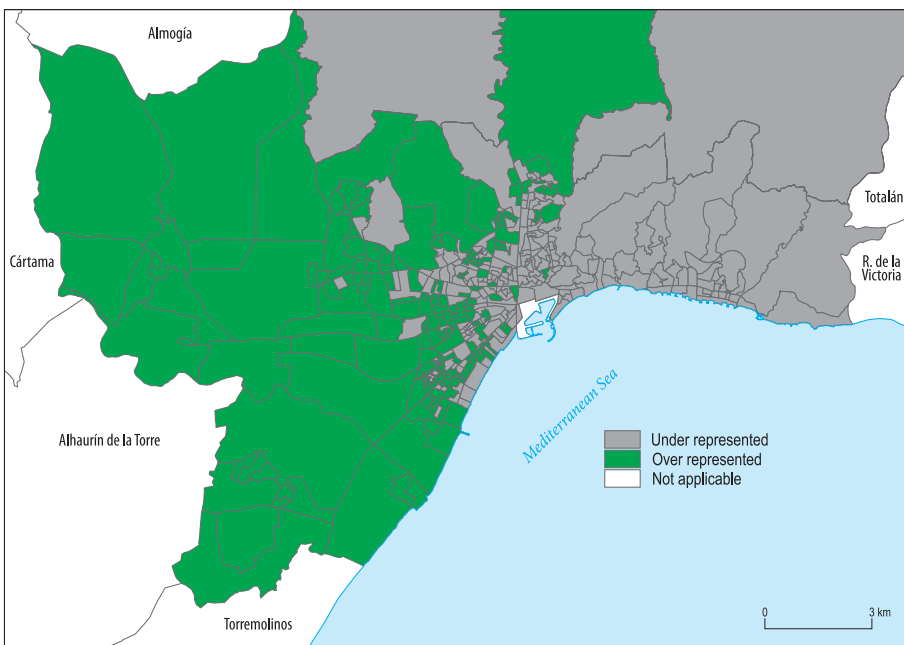 Almogía
Totalán
Cártama
R. de la
Victoria
Mediterranean Sea
Alhaurín de la Torre
Under represented
Over represented
Not applicable
Torremolinos
0
3 km